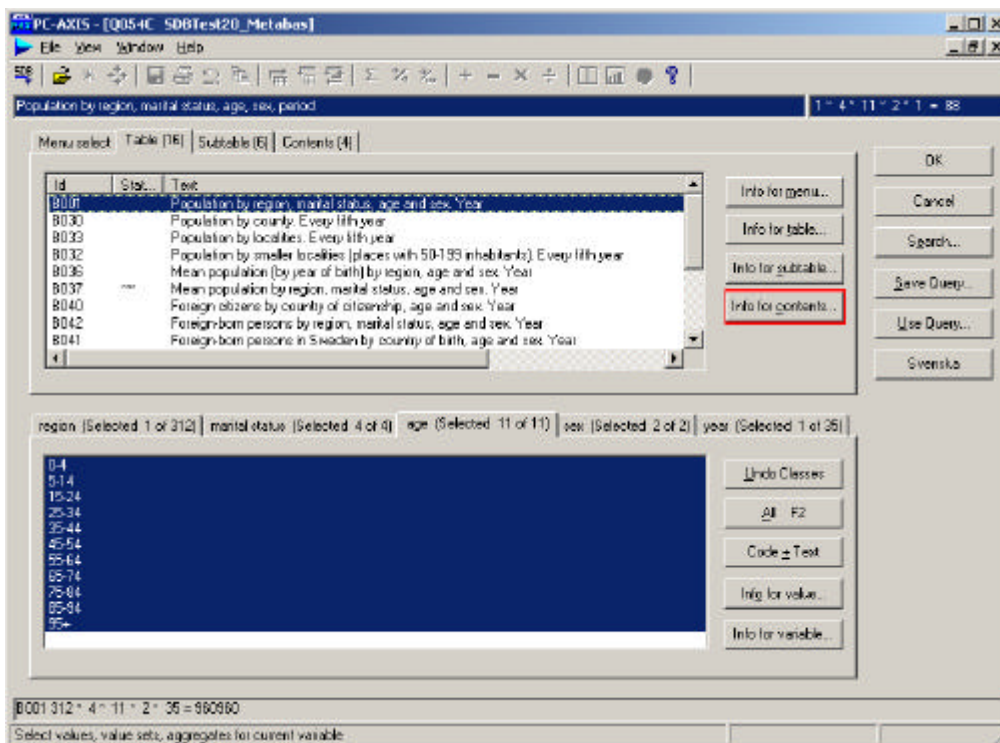 PC-AXIS - [Q054C SDBTest20_Metabas]
File View Window Help
SDB
Population by region, marital status, age, sex, period 1 * 4 * 11 * 2 * 1 = 88
Menu select Table [16] Subtable [6] Contents [4]
OK
Cancel
Search...
Save Query...
Use Query...
Svenska
Id Stat... Text
B001 Population by region, marital status, age and sex. Year
B030 Population by county. Every fifth year
B033 Population by localities. Every fifth year
B032 Population by smaller localities (places with 50-199 inhabitants). Every fifth year
B036 Mean population (by year of birth) by region, age and sex. Year
B037 Mean population by region, marital status, age and sex. Year
B040 Foreign citizens by country of citizenship, age and sex. Year
B042 Foreign-born persons by region, marital status, age and sex. Year
B041 Foreign-born persons in Sweden by country of birth, age and sex. Year
Info for menu...
Info for table...
Info for subtable...
Info for contents...
region (Selected 1 of 312) marital status (Selected 4 of 4) age (Selected 11 of 11) sex (Selected 2 of 2) year (Selected 1 of 35)
0-4
5-14
15-24
25-34
35-44
45-54
55-64
65-74
75-84
85-94
95+
Undo Classes
All F2
Code ± Text
Info for value...
Info for variable...
B001 312 * 4 * 11 * 2 * 35 = 960960
Select values, value sets, aggregates for current variable